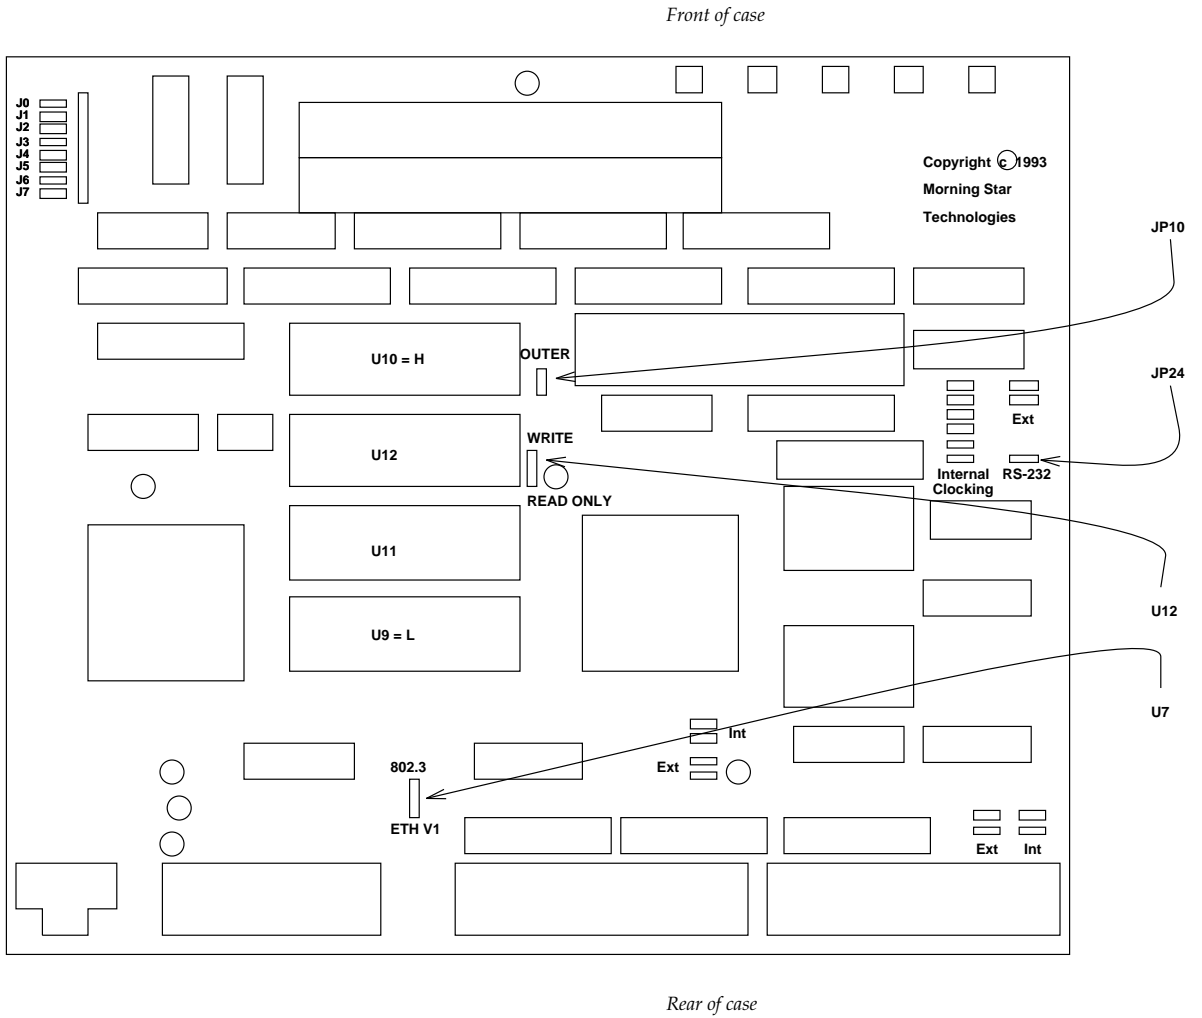 Front of case
J0
J1
J2
J3
J4
J5
J6
J7
Copyright c 1993
Morning Star
Technologies
JP10
OUTER
U10 = H
JP24
Ext
WRITE
U12
Internal
Clocking
RS-232
READ ONLY
U11
U12
U9 = L
U7
Int
802.3
Ext
ETH V1
Ext
Int
Rear of case